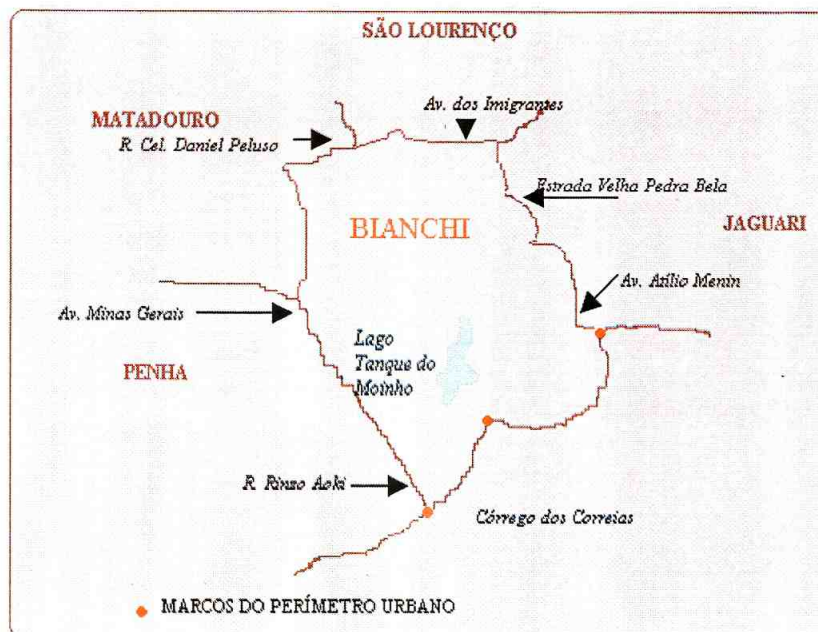 SÃO LOURENÇO
Av. dos Imigrantes
MATADOURO
R. Cel. Daniel Peluso
Estrada Velha Pedra Bela
BIANCHI
JAGUARI
Av. Atílio Menin
Av. Minas Gerais
Lago
Tanque do
Moinho
PENHA
R. Rinzo Aoki
Córrego dos Correias
MARCOS DO PERÍMETRO URBANO